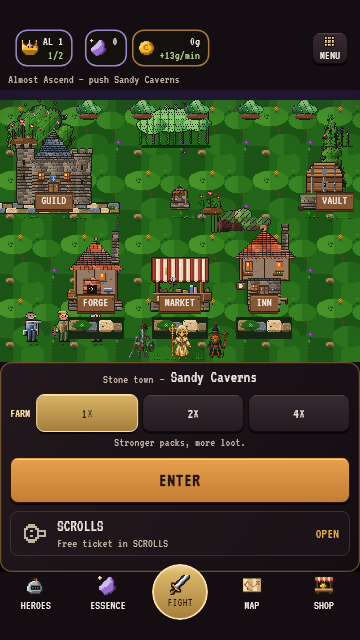 AL 1
1/2
0
0g
+13g/min
MENU
Almost Ascend – push Sandy Caverns
GUILD
VAULT
FORGE
MARKET
INN
Stone town – Sandy Caverns
FARM
1X
2X
4X
Stronger packs, more loot.
ENTER
SCROLLS
Free ticket in SCROLLS
OPEN
HEROES
ESSENCE
FIGHT
MAP
SHOP